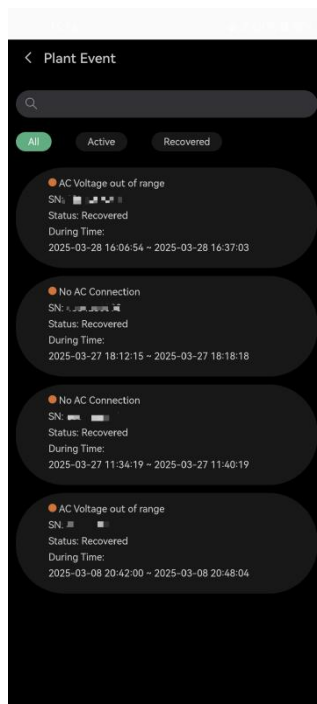 Plant Event
All Active Recovered
AC Voltage out of range
SN:
Status: Recovered
During Time:
2025-03-28 16:06:54 ~ 2025-03-28 16:37:03
No AC Connection
SN:
Status: Recovered
During Time:
2025-03-27 18:12:15 ~ 2025-03-27 18:18:18
No AC Connection
SN:
Status: Recovered
During Time:
2025-03-27 11:34:19 ~ 2025-03-27 11:40:19
AC Voltage out of range
SN.
Status: Recovered
During Time:
2025-03-08 20:42:00 ~ 2025-03-08 20:48:04